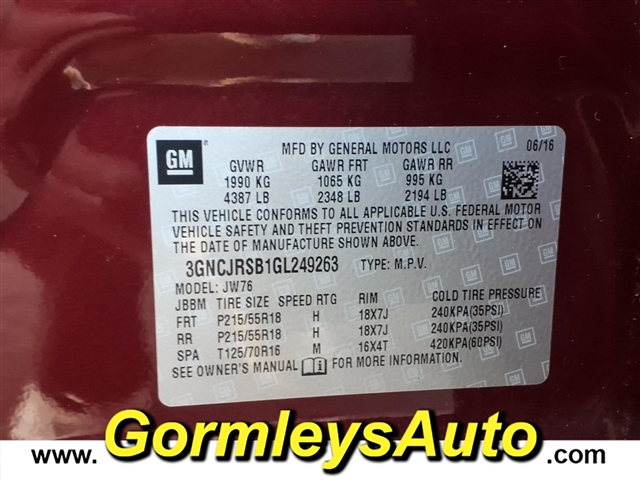 GM
MFD BY GENERAL MOTORS LLC 06/16
GVWR GAWR FRT GAWR RR
1990 KG 1065 KG 995 KG
4387 LB 2348 LB 2194 LB
THIS VEHICLE CONFORMS TO ALL APPLICABLE U.S. FEDERAL MOTOR
VEHICLE SAFETY AND THEFT PREVENTION STANDARDS IN EFFECT ON
THE DATE OF MANUFACTURE SHOWN ABOVE.
3GNCJRSB1GL249263 TYPE: M.P.V.
MODEL: JW76
JBBM TIRE SIZE SPEED RTG RIM COLD TIRE PRESSURE
FRT P215/55R18 H 18X7J 240KPA(35PSI)
RR P215/55R18 H 18X7J 240KPA(35PSI)
SPA T125/70R16 M 16X4T 420KPA(60PSI)
SEE OWNER'S MANUAL FOR MORE INFORMATION.
www.GormleysAuto.com